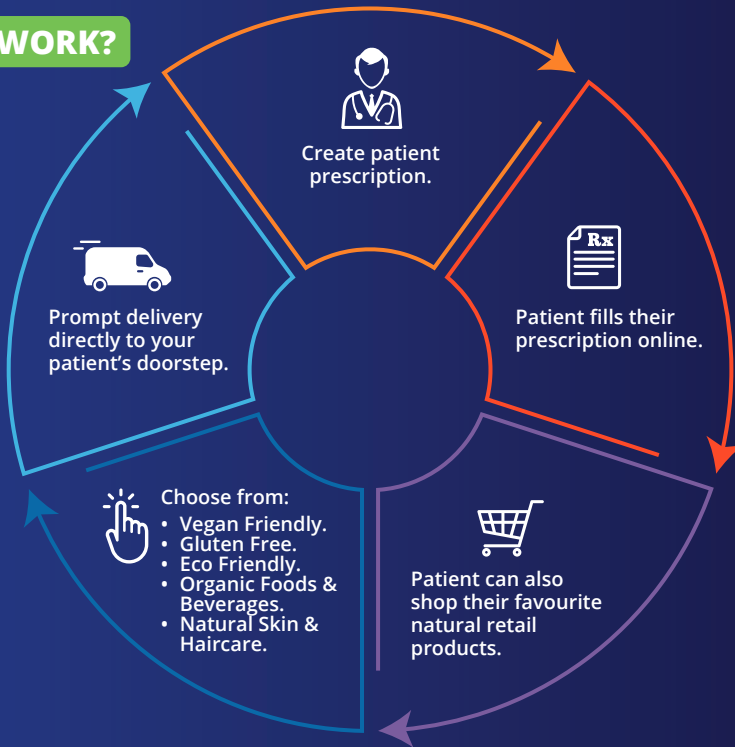 WORK?
Create patient
prescription.
Rx
Patient fills their
prescription online.
Patient can also
shop their favourite
natural retail
products.
Choose from:
• Vegan Friendly.
• Gluten Free.
• Eco Friendly.
• Organic Foods &
Beverages.
• Natural Skin &
Haircare.
Prompt delivery
directly to your
patient’s doorstep.